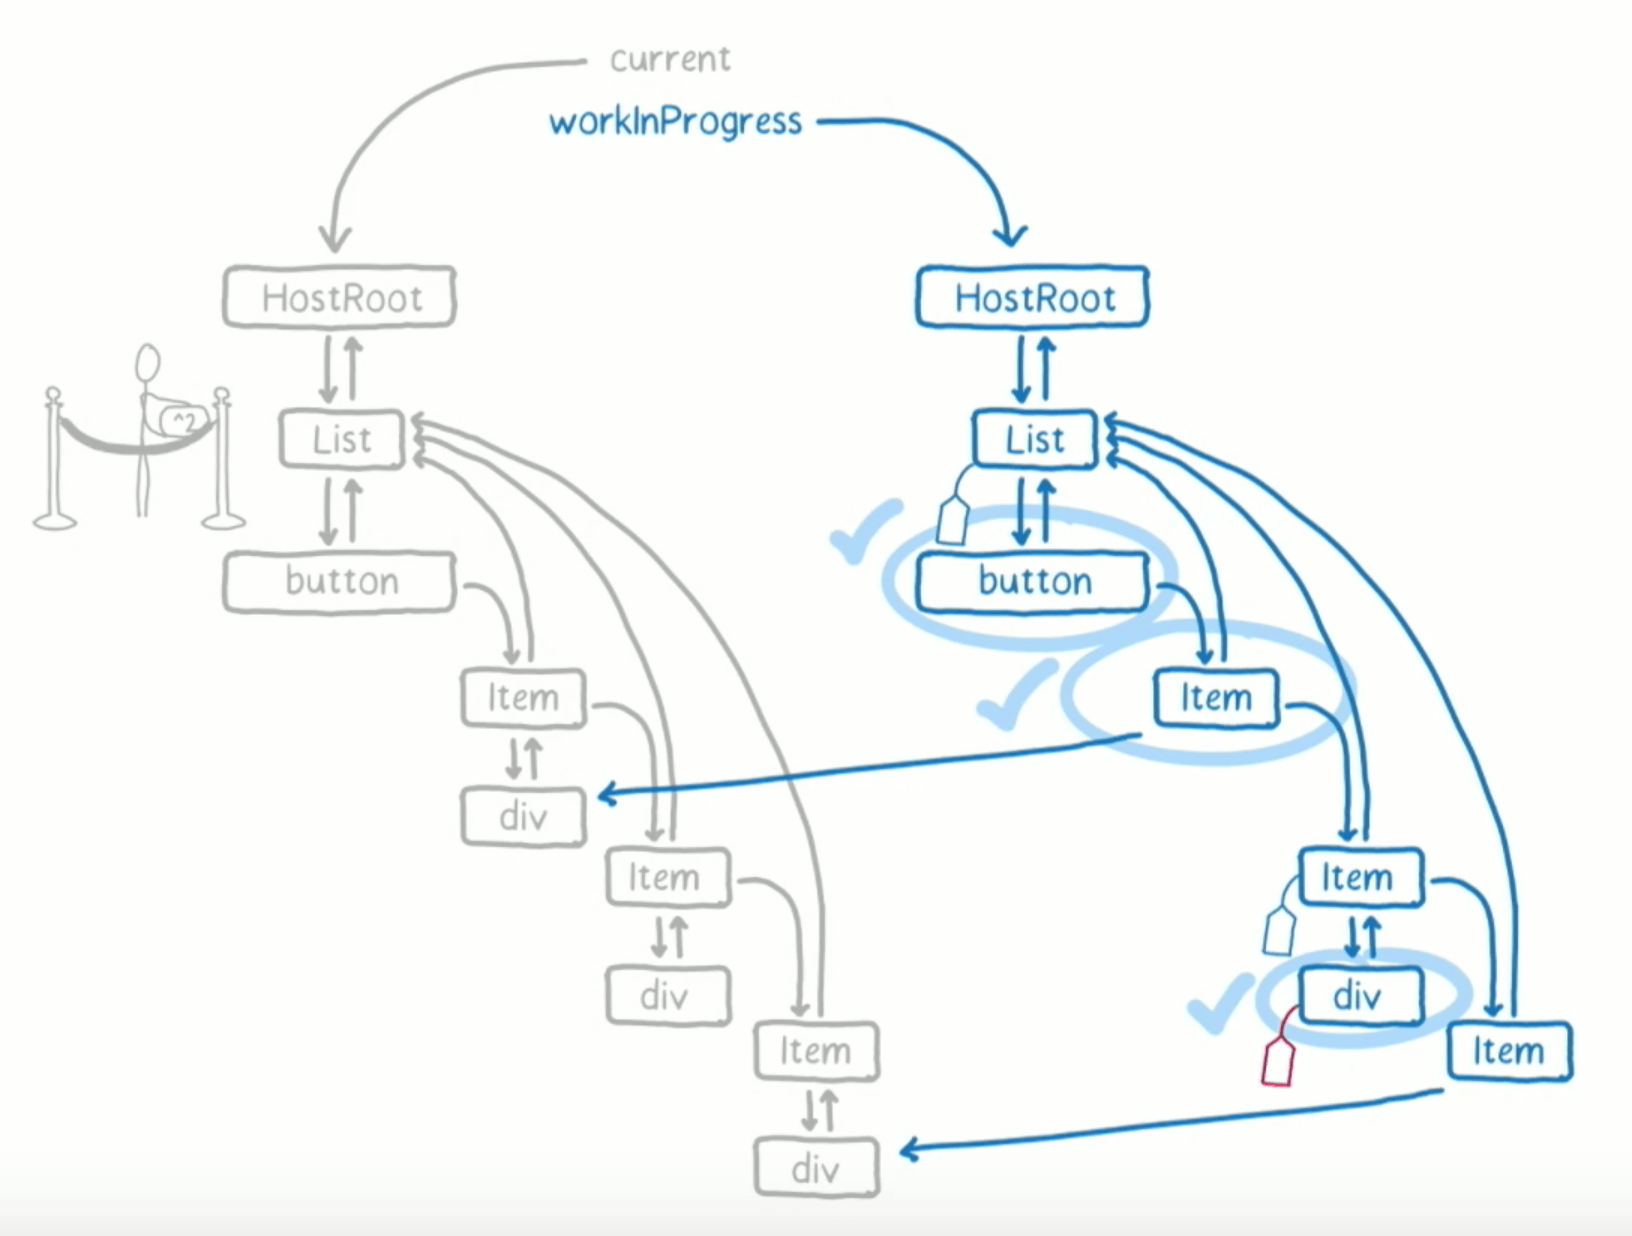 current
workInProgress
HostRoot
HostRoot
^2
List
List
button
button
Item
Item
div
Item
Item
div
div
Item
Item
div